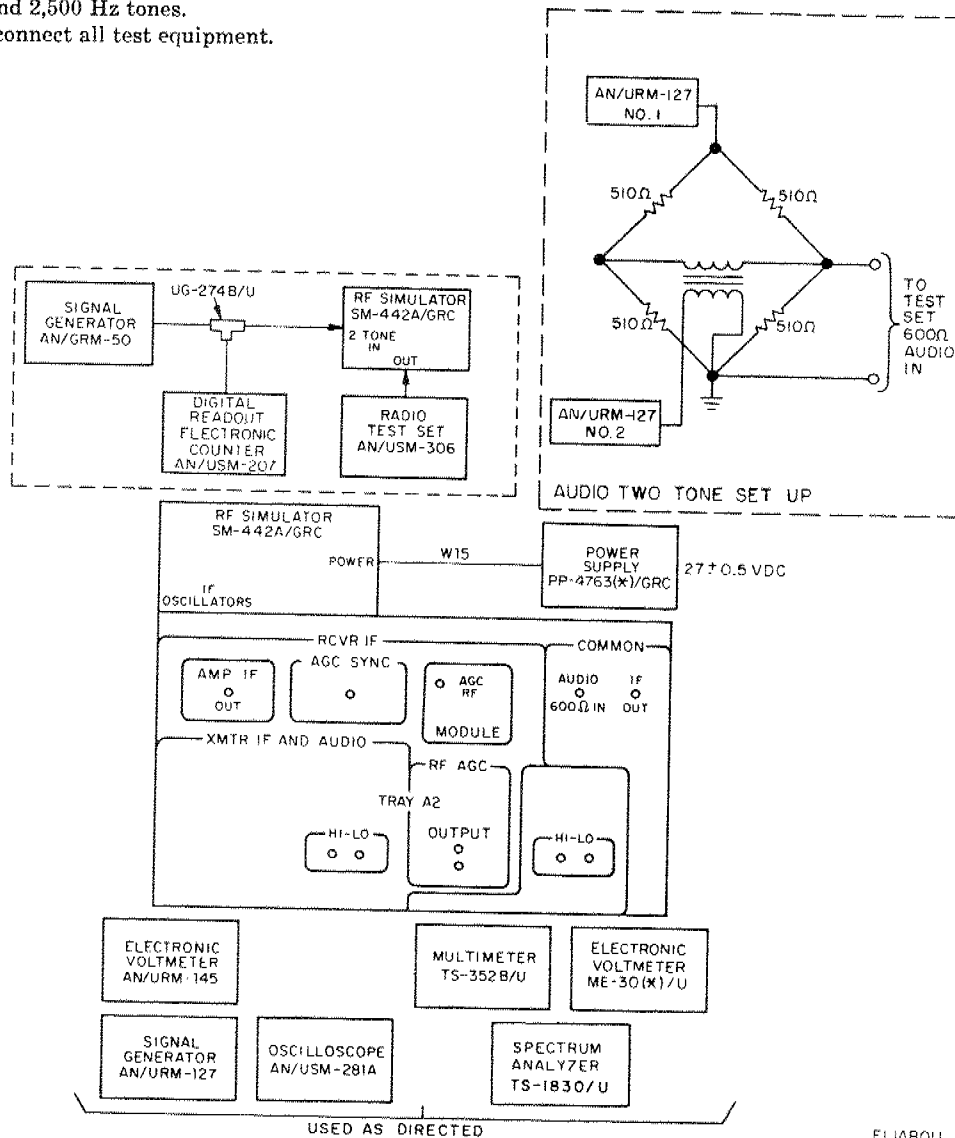 nd 2,500 Hz tones.
connect all test equipment.
AN/URM-127
NO. 1
510Ω
510Ω
510Ω
510Ω
TO
TEST
SET
600Ω
AUDIO
IN
AN/URM-127
NO. 2
AUDIO TWO TONE SET UP
SIGNAL
GENERATOR
AN/GRM-50
UG-274B/U
RF SIMULATOR
SM-442A/GRC
2 TONE
IN
OUT
DIGITAL
READOUT
ELECTRONIC
COUNTER
AN/USM-207
RADIO
TEST SET
AN/USM-306
RF SIMULATOR
SM-442A/GRC
POWER
IF
OSCILLATORS
W15
POWER
SUPPLY
PP-4763(*)/GRC
27±0.5 VDC
RCVR IF
COMMON
AMP IF
OUT
AGC SYNC
AGC
RF
MODULE
AUDIO
600Ω IN
IF
OUT
XMTR IF AND AUDIO
RF AGC
TRAY A2
HI-LO
OUTPUT
HI-LO
ELECTRONIC
VOLTMETER
AN/URM-145
MULTIMETER
TS-352B/U
ELECTRONIC
VOLTMETER
ME-30(*)/U
SIGNAL
GENERATOR
AN/URM-127
OSCILLOSCOPE
AN/USM-281A
SPECTRUM
ANALYZER
TS-1830/U
USED AS DIRECTED